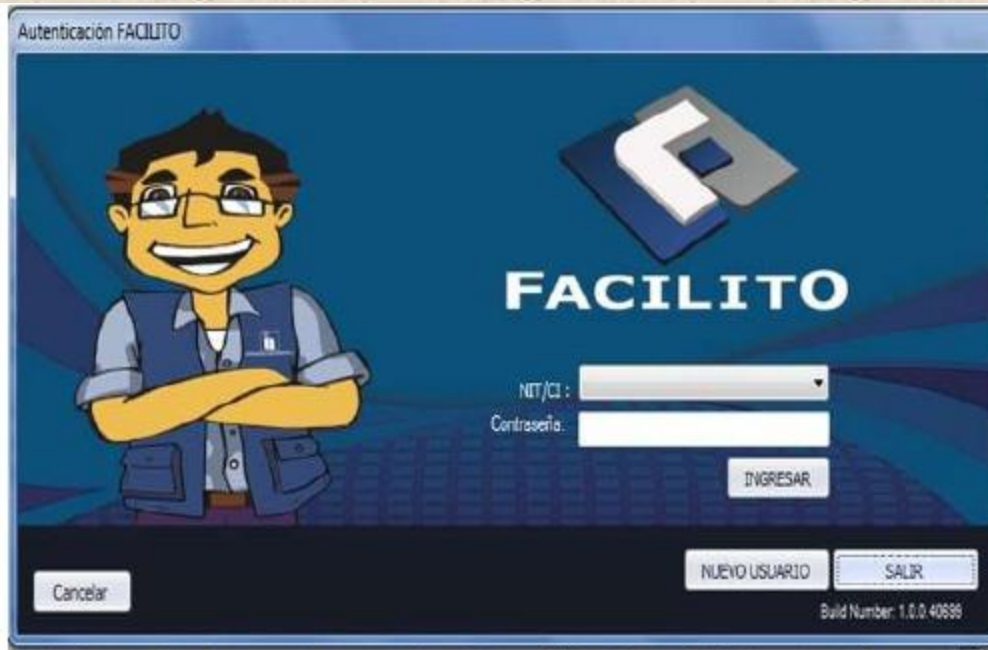 Autenticación FACILITO
FACILITO
NIT/CI :
Contraseña:
INGRESAR
NUEVO USUARIO
SALIR
Cancelar
Build Number: 1.0.0.40699